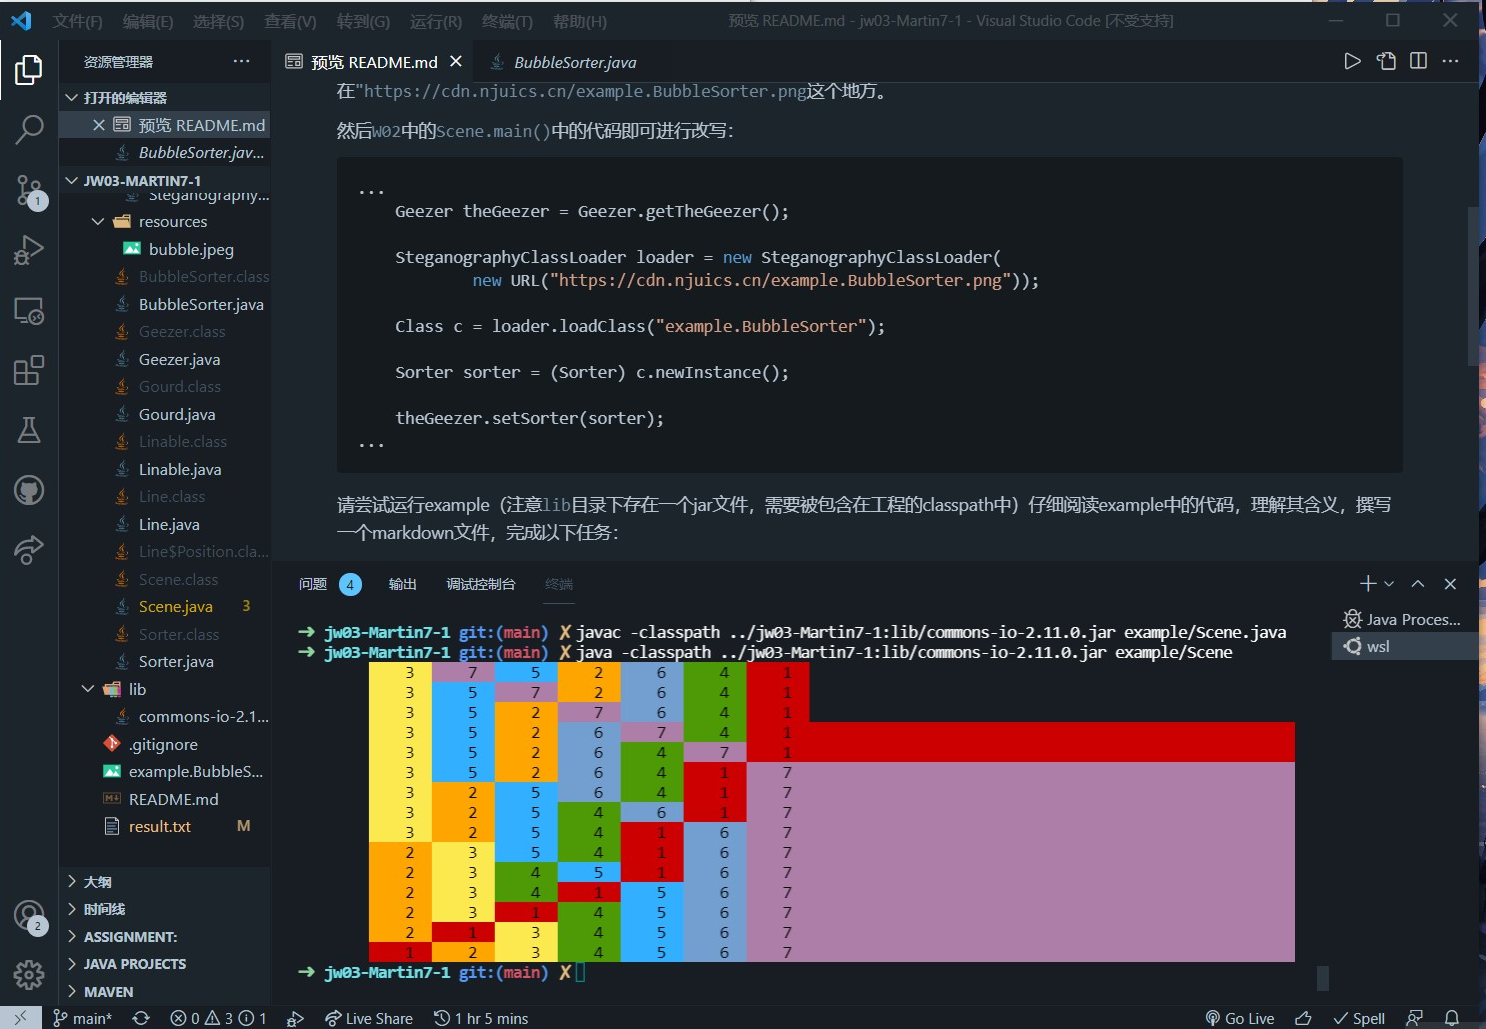 文件(F) 编辑(E) 选择(S) 查看(V) 转到(G) 运行(R) 终端(T) 帮助(H) 预览 README.md - jw03-Martin7-1 - Visual Studio Code [不受支持]
资源管理器
打开的编辑器
预览 README.md
BubbleSorter.jav...
JW03-MARTIN7-1
Steganography...
resources
bubble.jpeg
BubbleSorter.class
BubbleSorter.java
Geezer.class
Geezer.java
Gourd.class
Gourd.java
Linable.class
Linable.java
Line.class
Line.java
Line$Position.cla...
Scene.class
Scene.java 3
Sorter.class
Sorter.java
lib
commons-io-2.1...
.gitignore
example.BubbleS...
README.md
result.txt M
大纲
时间线
ASSIGNMENT:
JAVA PROJECTS
MAVEN
1
2
预览 README.md BubbleSorter.java
在"https://cdn.njuics.cn/example.BubbleSorter.png这个地方。
然后W02中的Scene.main()中的代码即可进行改写：
...
Geezer theGeezer = Geezer.getTheGeezer();
SteganographyClassLoader loader = new SteganographyClassLoader(
new URL("https://cdn.njuics.cn/example.BubbleSorter.png"));
Class c = loader.loadClass("example.BubbleSorter");
Sorter sorter = (Sorter) c.newInstance();
theGeezer.setSorter(sorter);
...
请尝试运行example（注意lib目录下存在一个jar文件，需要被包含在工程的classpath中）仔细阅读example中的代码，理解其含义，撰写
一个markdown文件，完成以下任务：
问题 4 输出 调试控制台 终端
Java Proces...
wsl
➜ jw03-Martin7-1 git:(main) ✗ javac -classpath ../jw03-Martin7-1:lib/commons-io-2.11.0.jar example/Scene.java
➜ jw03-Martin7-1 git:(main) ✗ java -classpath ../jw03-Martin7-1:lib/commons-io-2.11.0.jar example/Scene
3 7 5 2 6 4 1
3 5 7 2 6 4 1
3 5 2 7 6 4 1
3 5 2 6 7 4 1
3 5 2 6 4 7 1
3 5 2 6 4 1 7
3 2 5 6 4 1 7
3 2 5 4 6 1 7
3 2 5 4 1 6 7
2 3 5 4 1 6 7
2 3 4 5 1 6 7
2 3 4 1 5 6 7
2 3 1 4 5 6 7
2 1 3 4 5 6 7
1 2 3 4 5 6 7
➜ jw03-Martin7-1 git:(main) ✗
main* 0 3 1 Live Share 1 hr 5 mins Go Live Spell